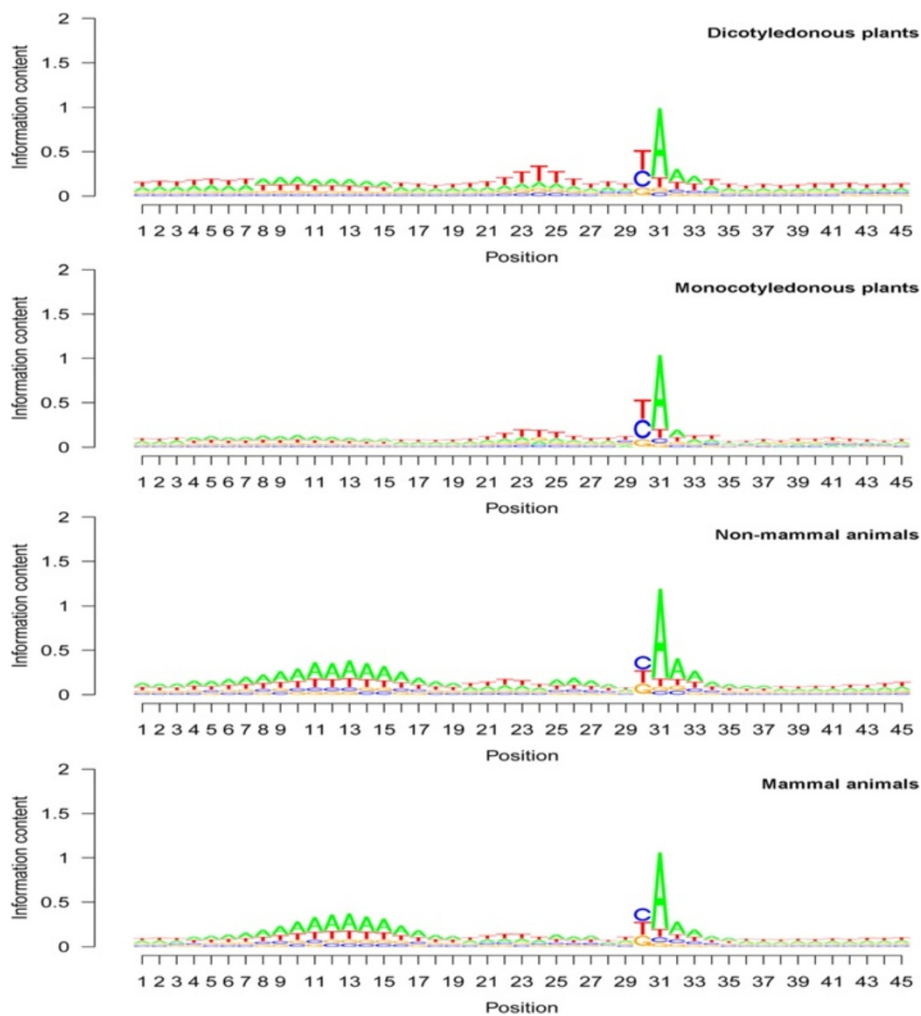 Dicotyledonous plants
2
1.5
1
0.5
0
Information content
1 2 3 4 5 6 7 8 9 11 13 15 17 19 21 23 25 27 29 31 33 35 37 39 41 43 45
Position
Monocotyledonous plants
2
1.5
1
0.5
0
Information content
1 2 3 4 5 6 7 8 9 11 13 15 17 19 21 23 25 27 29 31 33 35 37 39 41 43 45
Position
Non-mammal animals
2
1.5
1
0.5
0
Information content
1 2 3 4 5 6 7 8 9 11 13 15 17 19 21 23 25 27 29 31 33 35 37 39 41 43 45
Position
Mammal animals
2
1.5
1
0.5
0
Information content
1 2 3 4 5 6 7 8 9 11 13 15 17 19 21 23 25 27 29 31 33 35 37 39 41 43 45
Position